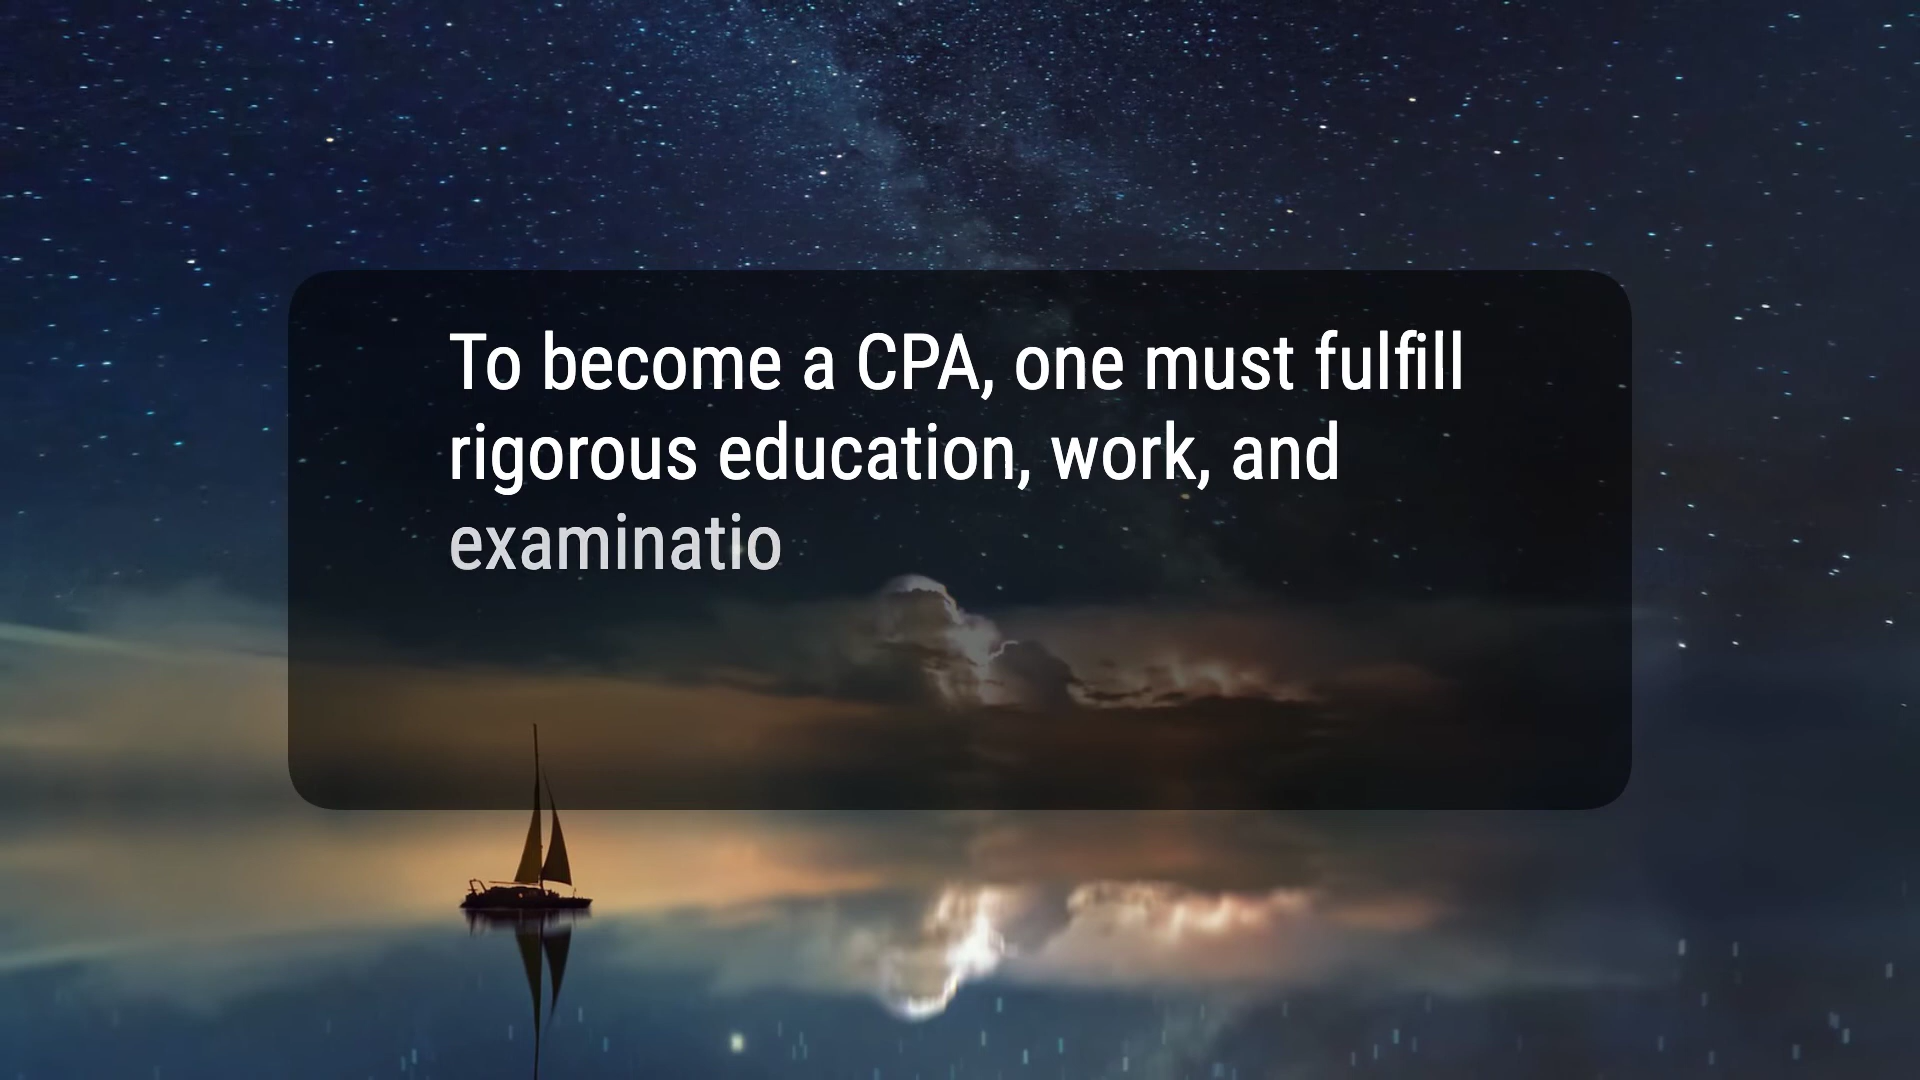 To become a CPA, one must fulfill
rigorous education, work, and
examinatio